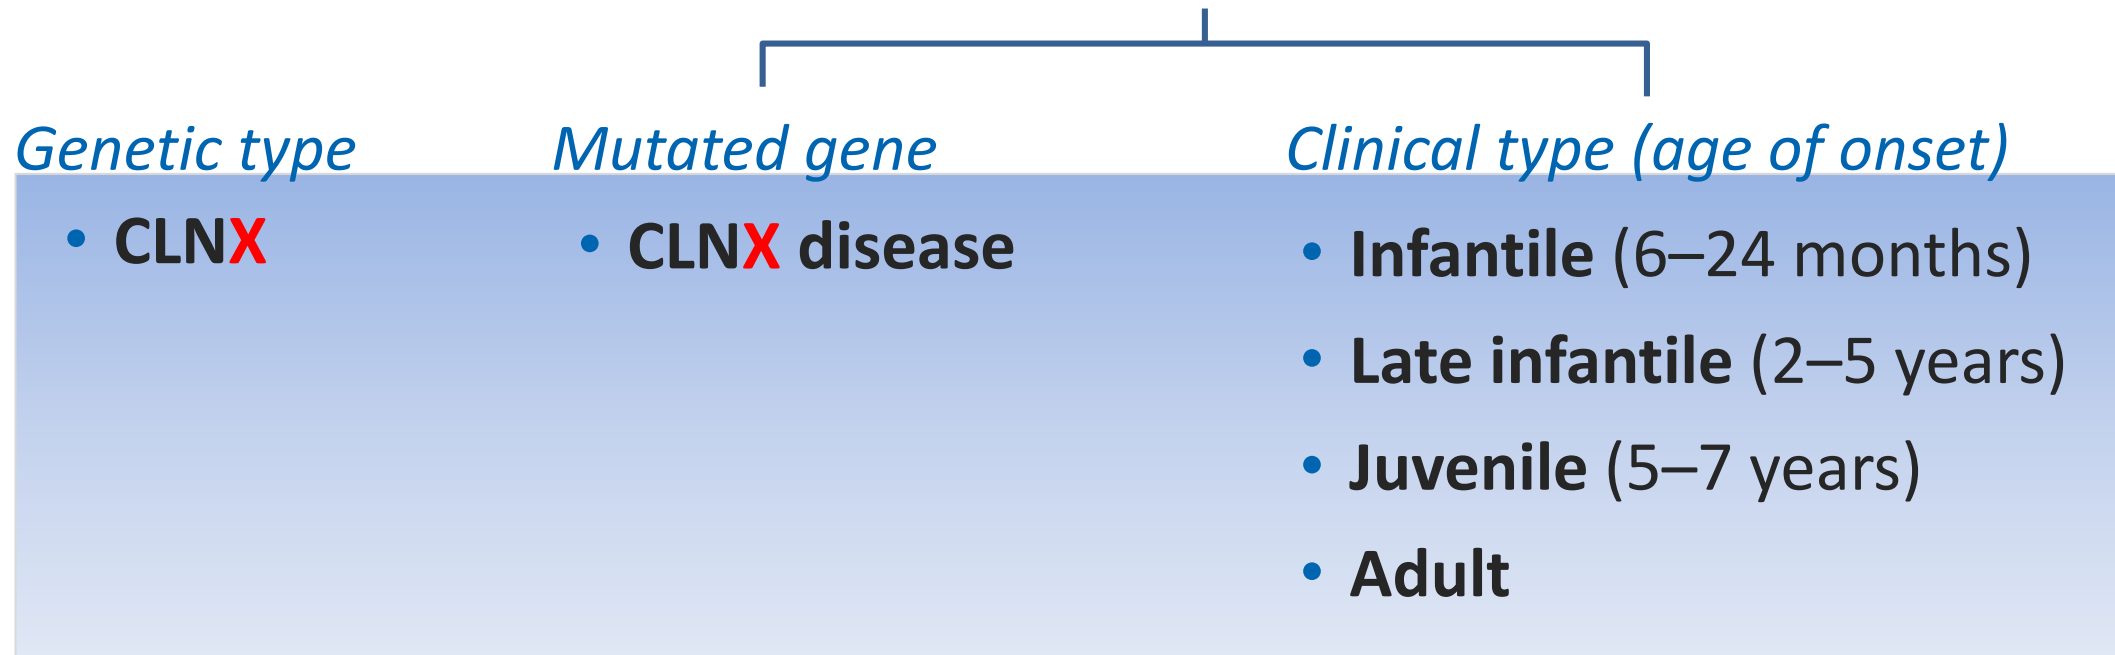 Genetic type
Mutated gene
Clinical type (age of onset)
• CLNX
• CLNX disease
• Infantile (6–24 months)
• Late infantile (2–5 years)
• Juvenile (5–7 years)
• Adult